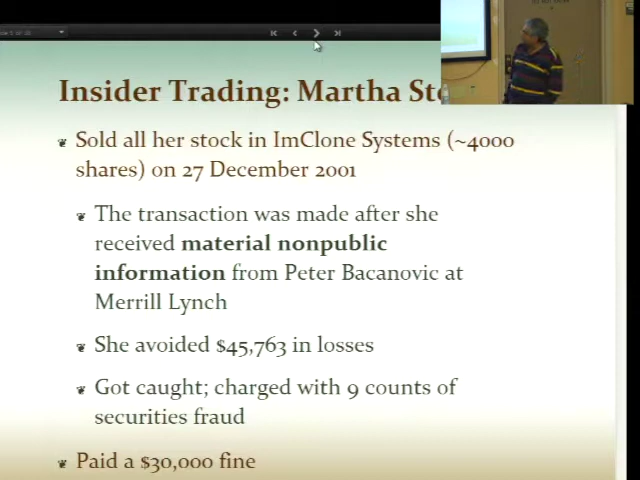 Insider Trading: Martha
Sold all her stock in ImClone Systems (~4000
shares) on 27 December 2001
The transaction was made after she
received material nonpublic
information from Peter Bacanovic at
Merrill Lynch
She avoided $45,763 in losses
Got caught; charged with 9 counts of
securities fraud
Paid a $30,000 fine